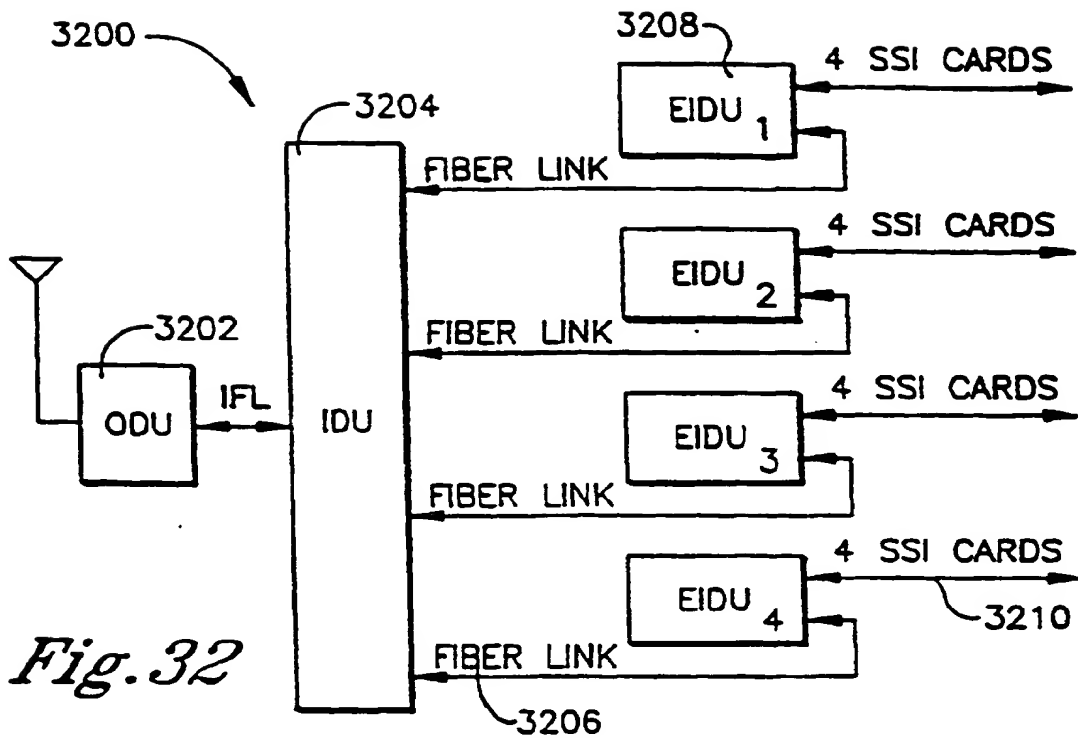 3200
3208
4 SSI CARDS
EIDU 1
3204
FIBER LINK
4 SSI CARDS
EIDU 2
3202
FIBER LINK
4 SSI CARDS
ODU
IFL
IDU
EIDU 3
FIBER LINK
4 SSI CARDS
EIDU 4
3210
Fig. 32
FIBER LINK
3206